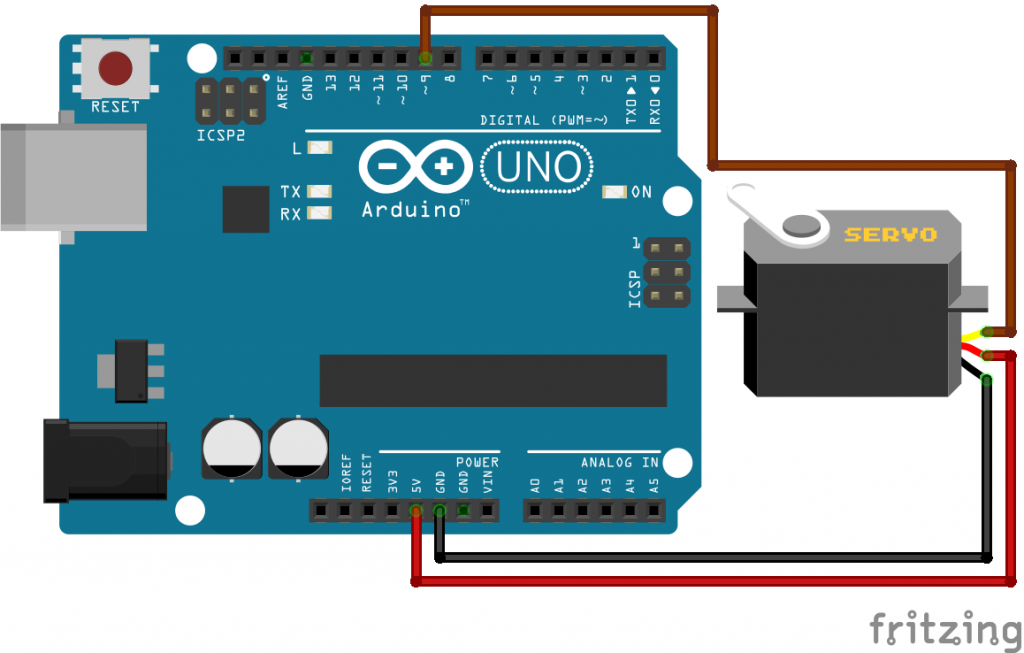 RESET
ICSP2
AREF
GND
13
12
~11
~10
~9
8
7
~6
~5
4
~3
2
TX0▶1
RX0◀0
DIGITAL (PWM=~)
L
TX
RX
UNO
ON
Arduino™
1
ICSP
SERVO
IOREF
RESET
3V3
5V
GND
GND
VIN
POWER
A0
A1
A2
A3
A4
A5
ANALOG IN
fritzing